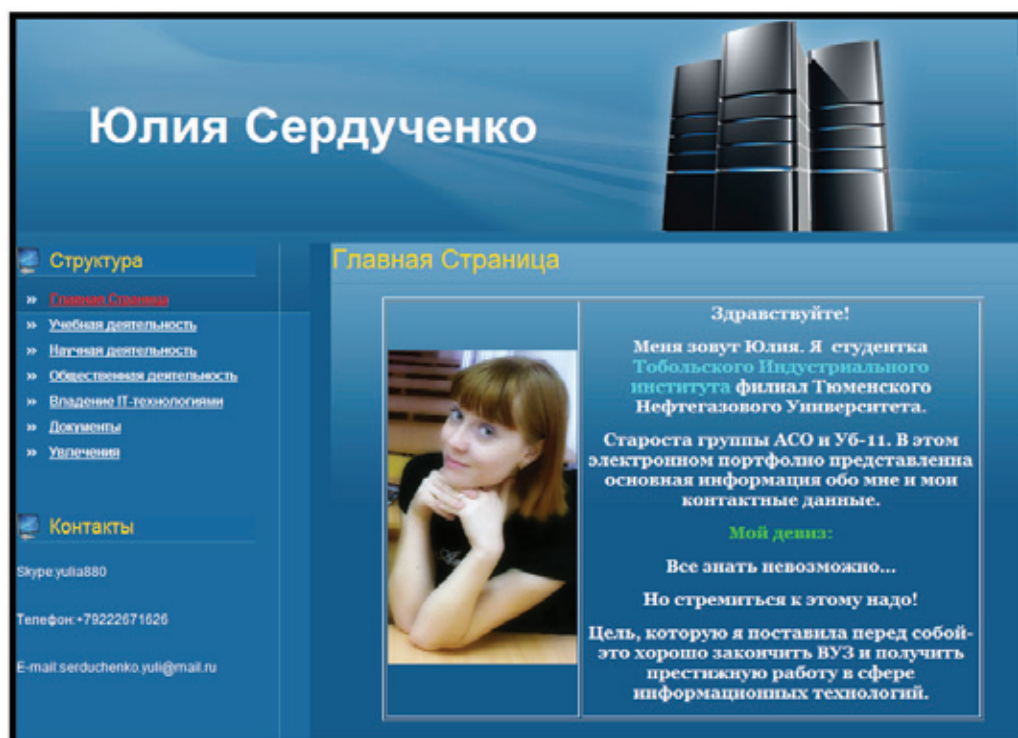 Юлия Сердученко
Структура
Главная Страница
Учебная деятельность
Научная деятельность
Общественная деятельность
Владение IT-технологиями
Документы
Увлечения
Контакты
Skype:yulia880
Телефон:+79222671626
E-mail:serduchenko.yuli@mail.ru
Главная Страница
Здравствуйте!
Меня зовут Юлия. Я студентка
Тобольского Индустриального
института филиал Тюменского
Нефтегазового Университета.
Староста группы АСО и Уб-11. В этом
электронном портфолио представленна
основная информация обо мне и мои
контактные данные.
Мой девиз:
Все знать невозможно...
Но стремиться к этому надо!
Цель, которую я поставила перед собой-
это хорошо закончить ВУЗ и получить
престижную работу в сфере
информационных технологий.